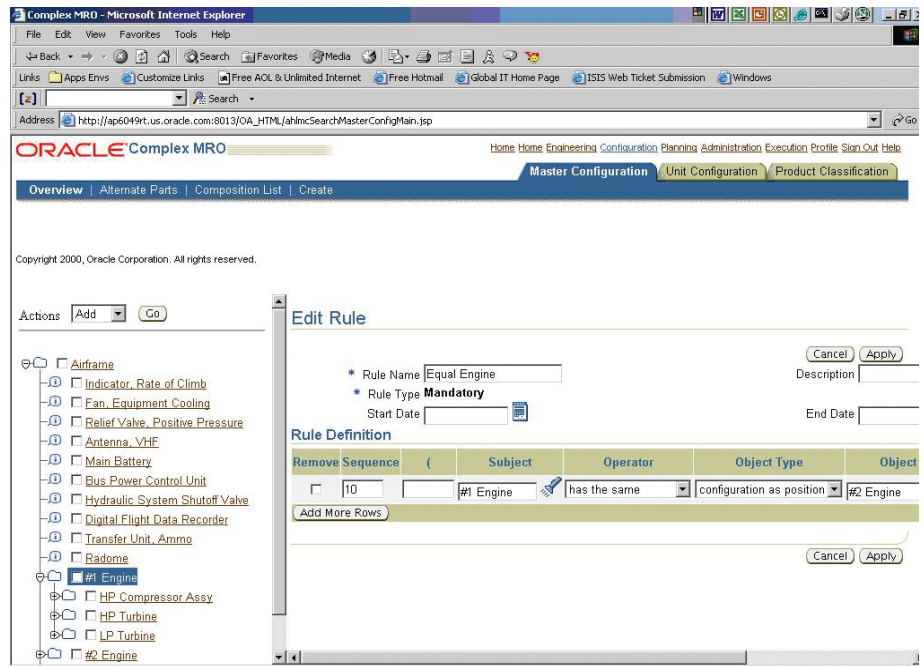 Complex MRO - Microsoft Internet Explorer
File Edit View Favorites Tools Help
Back Search Favorites Media
Links Apps Envs Customize Links Free AOL & Unlimited Internet Free Hotmail Global IT Home Page ISIS Web Ticket Submission Windows
[z] Search
Address http://ap6049rt.us.oracle.com:8013/OA_HTML/ahlmcSearchMasterConfigMain.jsp Go
ORACLE Complex MRO
Home Home Engineering Configuration Planning Administration Execution Profile Sign Out Help
Master Configuration Unit Configuration Product Classification
Overview | Alternate Parts | Composition List | Create
Copyright 2000, Oracle Corporation. All rights reserved.
Actions Add Go
Airframe
Indicator, Rate of Climb
Fan, Equipment Cooling
Relief Valve, Positive Pressure
Antenna, VHF
Main Battery
Bus Power Control Unit
Hydraulic System Shutoff Valve
Digital Flight Data Recorder
Transfer Unit, Ammo
Radome
#1 Engine
HP Compressor Assy
HP Turbine
LP Turbine
#2 Engine
Edit Rule
Cancel Apply
* Rule Name Equal Engine Description
* Rule Type Mandatory
Start Date End Date
Rule Definition
Remove Sequence ( Subject Operator Object Type Object
10 #1 Engine has the same configuration as position #2 Engine
Add More Rows
Cancel Apply